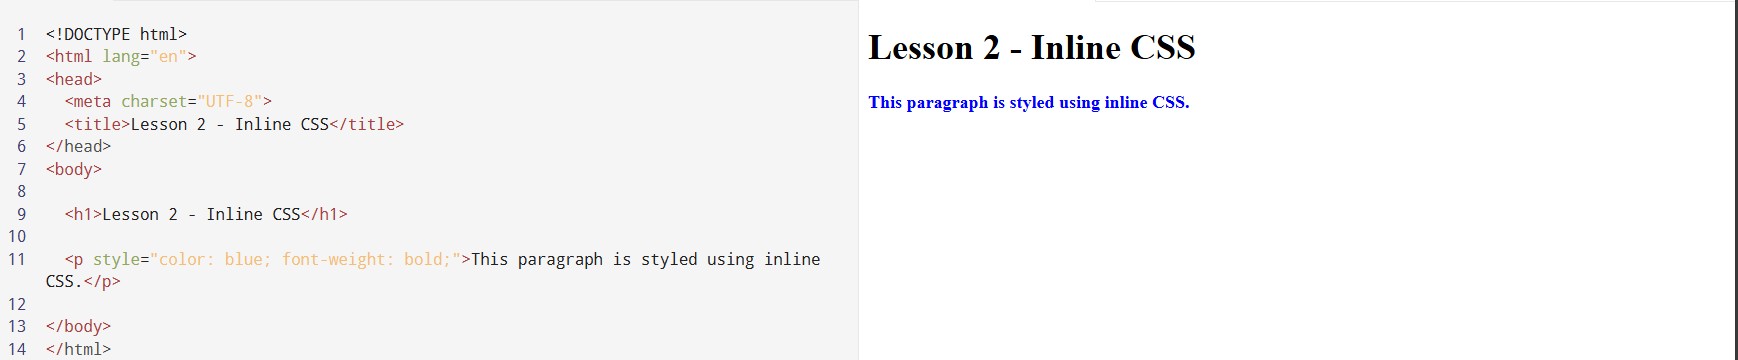 1 <!DOCTYPE html>
2 <html lang="en">
3 <head>
4   <meta charset="UTF-8">
5   <title>Lesson 2 - Inline CSS</title>
6 </head>
7 <body>
8
9   <h1>Lesson 2 - Inline CSS</h1>
10
11   <p style="color: blue; font-weight: bold;">This paragraph is styled using inline
CSS.</p>
12
13 </body>
14 </html>
Lesson 2 - Inline CSS
This paragraph is styled using inline CSS.